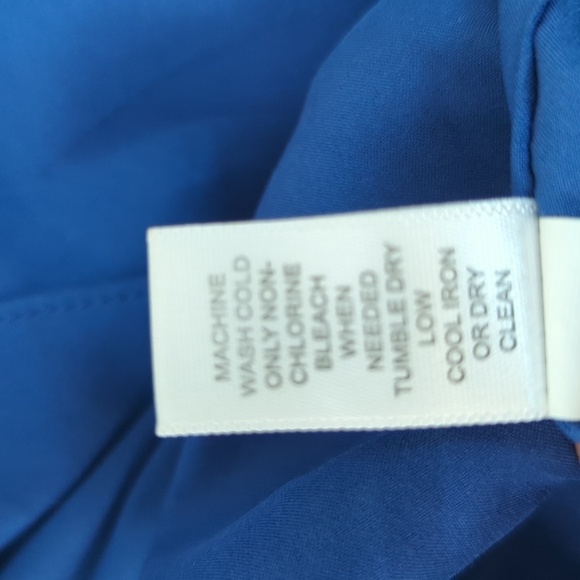 MACHINE
WASH COLD
ONLY NON-
CHLORINE
BLEACH
WHEN
NEEDED
TUMBLE DRY
LOW
COOL IRON
OR DRY
CLEAN